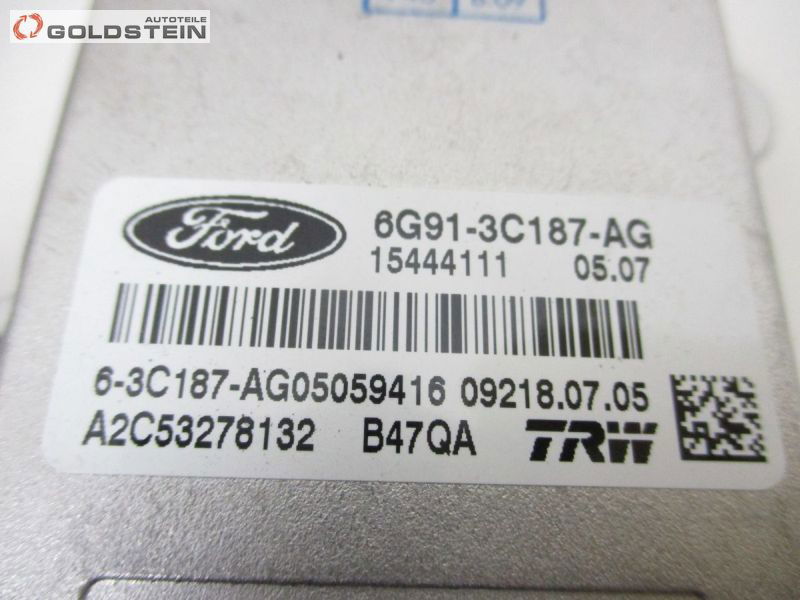 AUTOTEILE
GOLDSTEIN
Ford
6G91-3C187-AG
15444111 05.07
6-3C187-AG05059416 09218.07.05
A2C53278132 B47QA TRW